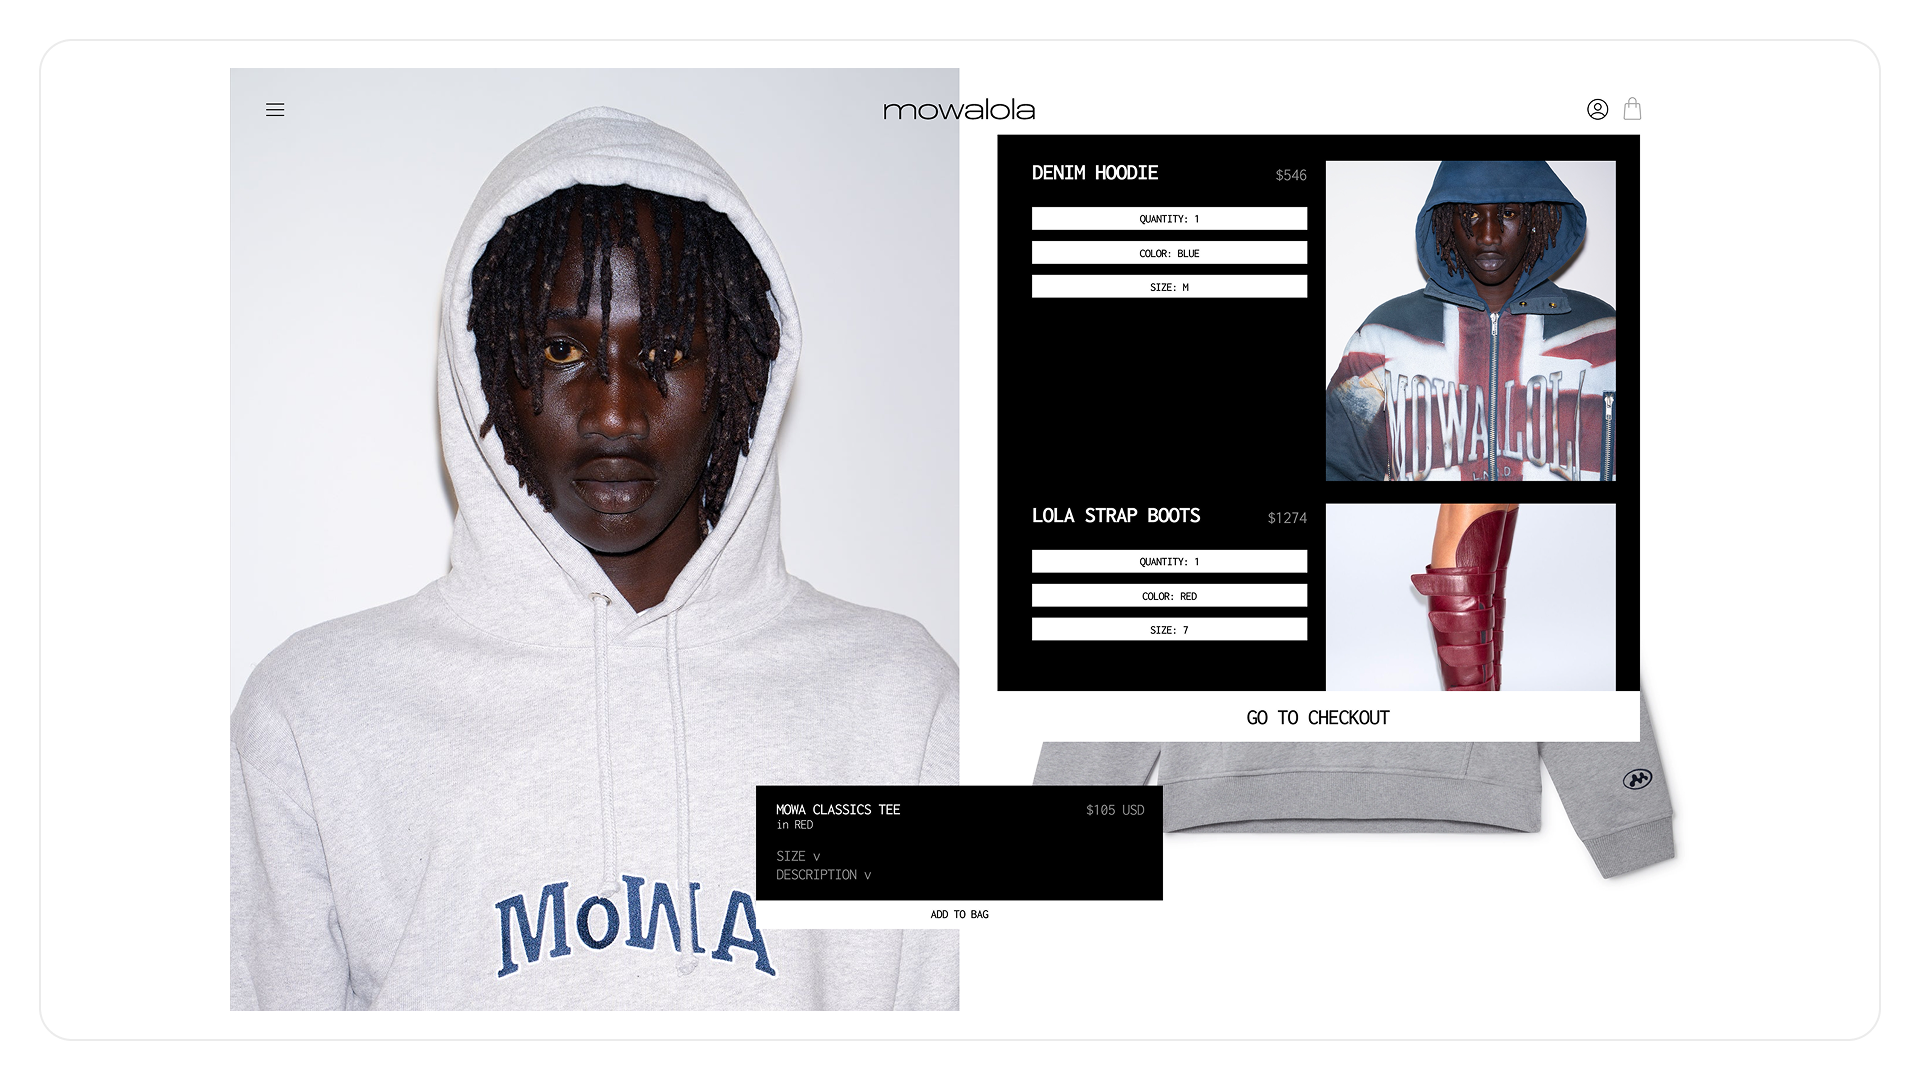 mowalola
DENIM HOODIE $546
QUANTITY: 1
COLOR: BLUE
SIZE: M
MOWALOLA
LOLA STRAP BOOTS $1274
QUANTITY: 1
COLOR: RED
SIZE: 7
GO TO CHECKOUT
MOWA CLASSICS TEE $105 USD
in RED
SIZE v
DESCRIPTION v
ADD TO BAG
MoWA